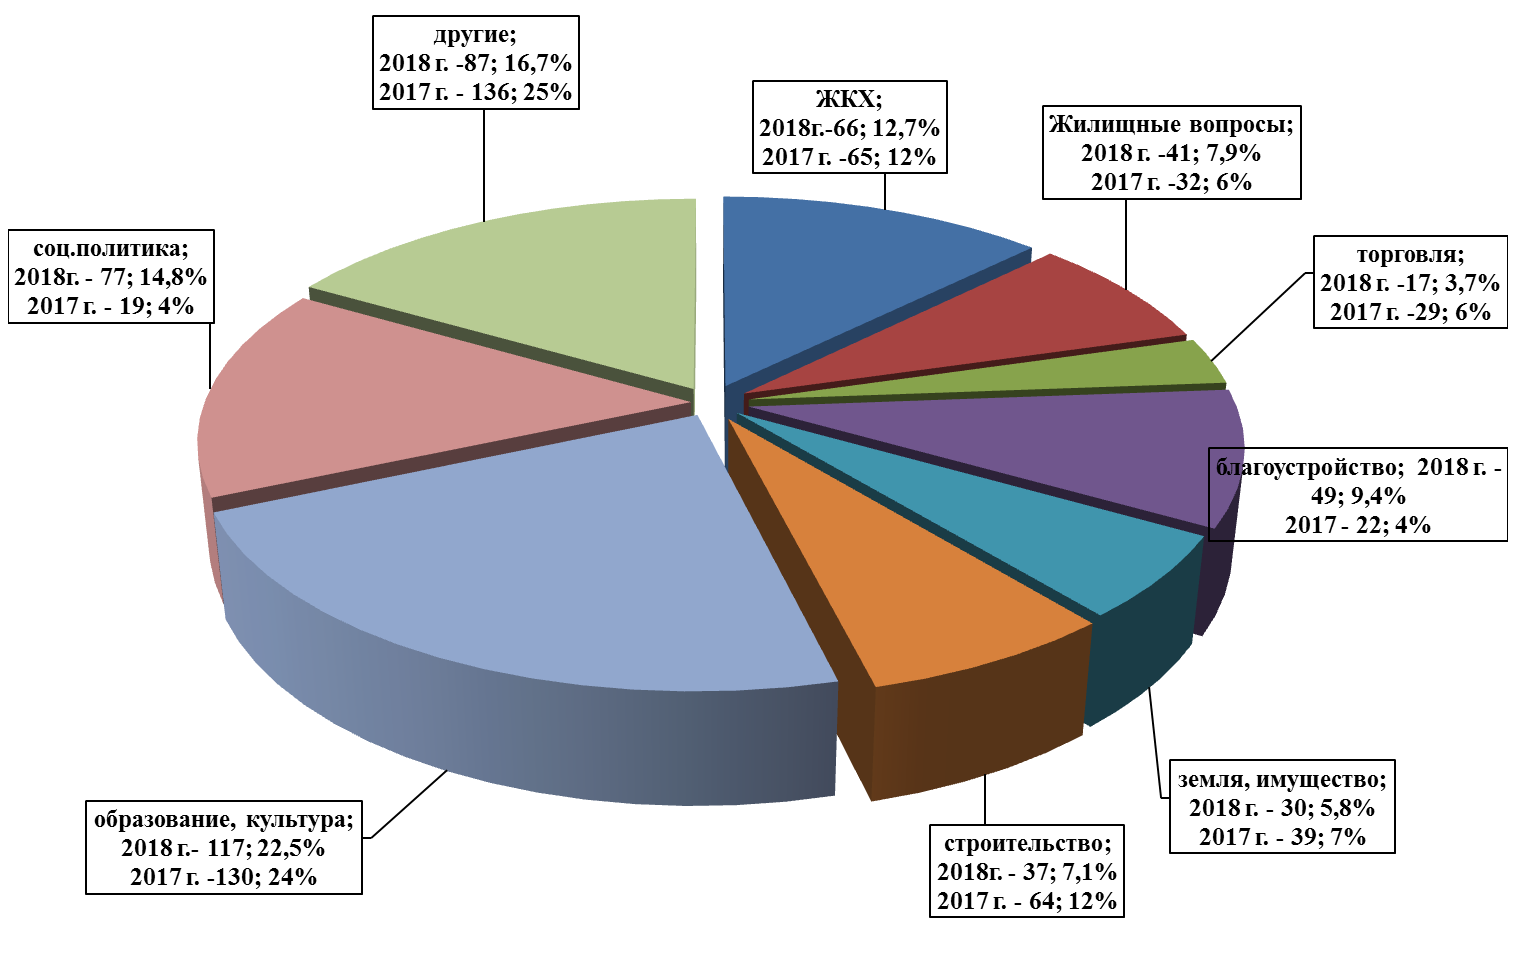 другие;
2018 г. -87; 16,7%
2017 г. - 136; 25%
ЖКХ;
2018г.-66; 12,7%
2017 г. -65; 12%
Жилищные вопросы;
2018 г. -41; 7,9%
2017 г. -32; 6%
торговля;
2018 г. -17; 3,7%
2017 г. -29; 6%
благоустройство; 2018 г. -
49; 9,4%
2017 - 22; 4%
земля, имущество;
2018 г. - 30; 5,8%
2017 г. - 39; 7%
строительство;
2018г. - 37; 7,1%
2017 г. - 64; 12%
образование, культура;
2018 г.- 117; 22,5%
2017 г. -130; 24%
соц.политика;
2018г. - 77; 14,8%
2017 г. - 19; 4%